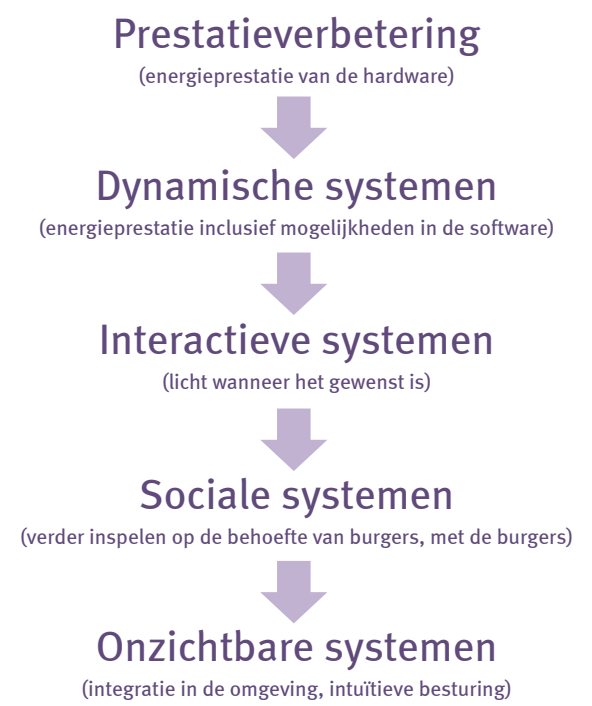 Prestatieverbetering
(energieprestatie van de hardware)
Dynamische systemen
(energieprestatie inclusief mogelijkheden in de software)
Interactieve systemen
(licht wanneer het gewenst is)
Sociale systemen
(verder inspelen op de behoefte van burgers, met de burgers)
Onzichtbare systemen
(integratie in de omgeving, intuïtieve besturing)